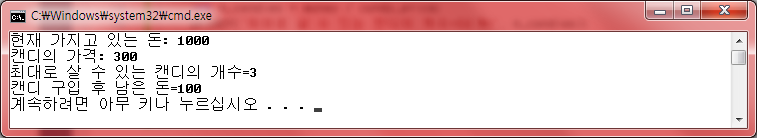 C:₩Windows₩system32₩cmd.exe
현재 가지고 있는 돈: 1000
캔디의 가격: 300
최대로 살 수 있는 캔디의 개수=3
캔디 구입 후 남은 돈=100
계속하려면 아무 키나 누르십시오 . . .